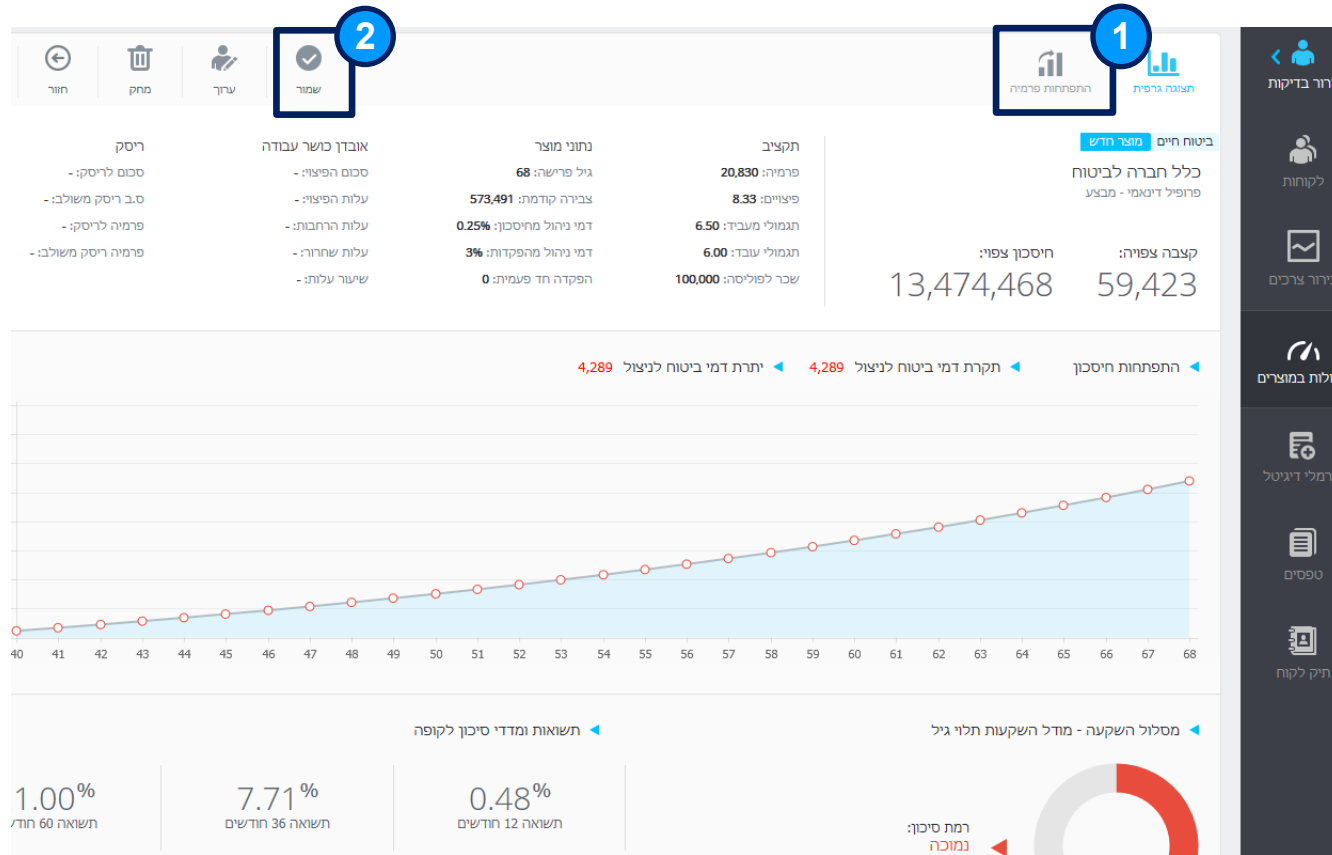 1
2
תצוגה גרפית
התפתחות פרמיה
שמור
ערוך
מחק
חזור
ביטוח חיים מוצר חדש
כלל חברה לביטוח
פרופיל דינאמי - מבצע
קצבה צפויה:
59,423
חיסכון צפוי:
13,474,468
תקציב
פרמיה: 20,830
פיצויים: 8.33
תגמולי מעביד: 6.50
תגמולי עובד: 6.00
שכר לפוליסה: 100,000
נתוני מוצר
גיל פרישה: 68
צבירה קודמת: 573,491
דמי ניהול מחיסכון: 0.25%
דמי ניהול מהפקדות: 3%
הפקדה חד פעמית: 0
אובדן כושר עבודה
סכום הפיצוי: -
עלות הפיצוי: -
עלות הרחבות: -
עלות שחרור: -
שיעור עלות: -
ריסק
סכום לריסק: -
ס.ב ריסק משולב: -
פרמיה לריסק: -
פרמיה ריסק משולב: -
התפתחות חיסכון
תקרת דמי ביטוח לניצול 4,289
יתרת דמי ביטוח לניצול 4,289
40 41 42 43 44 45 46 47 48 49 50 51 52 53 54 55 56 57 58 59 60 61 62 63 64 65 66 67 68
מסלול השקעה - מודל השקעות תלוי גיל
רמת סיכון:
נמוכה
תשואות ומדדי סיכון לקופה
0.48%
תשואה 12 חודשים
7.71%
תשואה 36 חודשים
1.00%
תשואה 60
בדיקות
לקוחות
צרכים
במוצרים
דיגיטל
טפסים
תיק לקוח